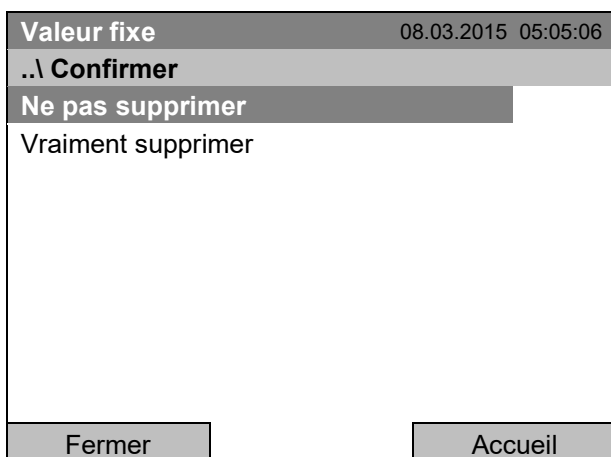 Valeur fixe 08.03.2015 05:05:06
..\ Confirmer
Ne pas supprimer
Vraiment supprimer
Fermer Accueil